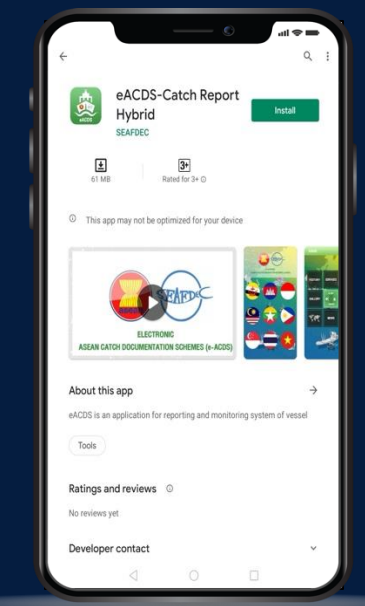 eACDS-Catch Report
Hybrid
Install
SEAFDEC
eACDS
61 MB
3+
Rated for 3+
This app may not be optimized for your device
SEAFDEC
ELECTRONIC
ASEAN CATCH DOCUMENTATION SCHEMES (e-ACDS)
About this app
eACDS is an application for reporting and monitoring system of vessel
Tools
Ratings and reviews
No reviews yet
Developer contact